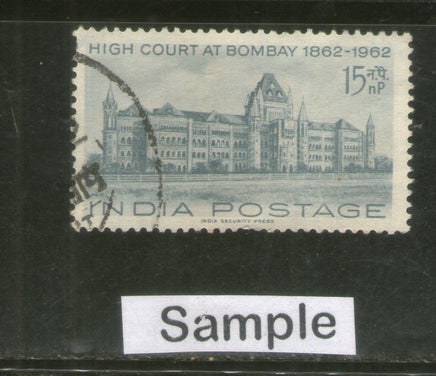 HIGH COURT AT BOMBAY 1862-1962
15 न.पै.
nP
INDIA POSTAGE
INDIA SECURITY PRESS
Sample